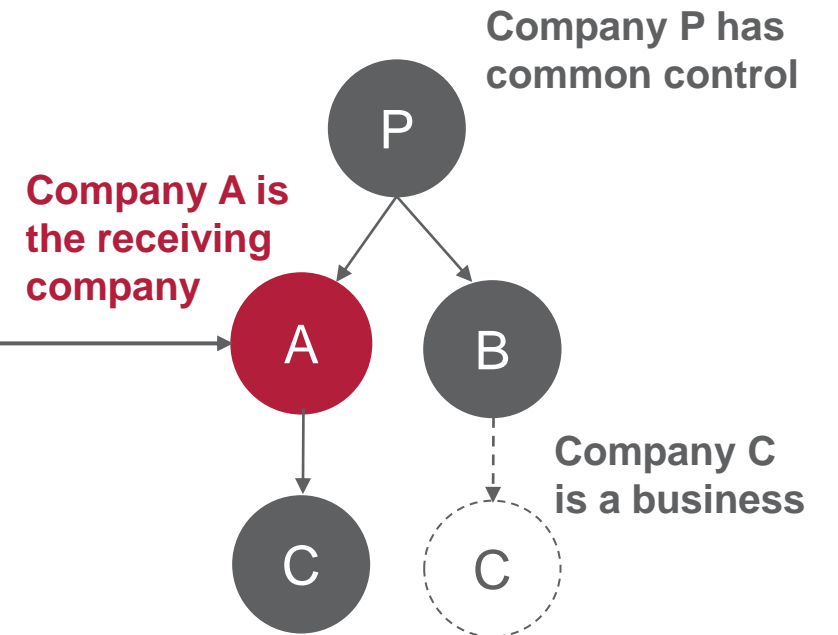 Company P has
common control
P
Company A is
the receiving
company
A
B
Company C
is a business
C
C